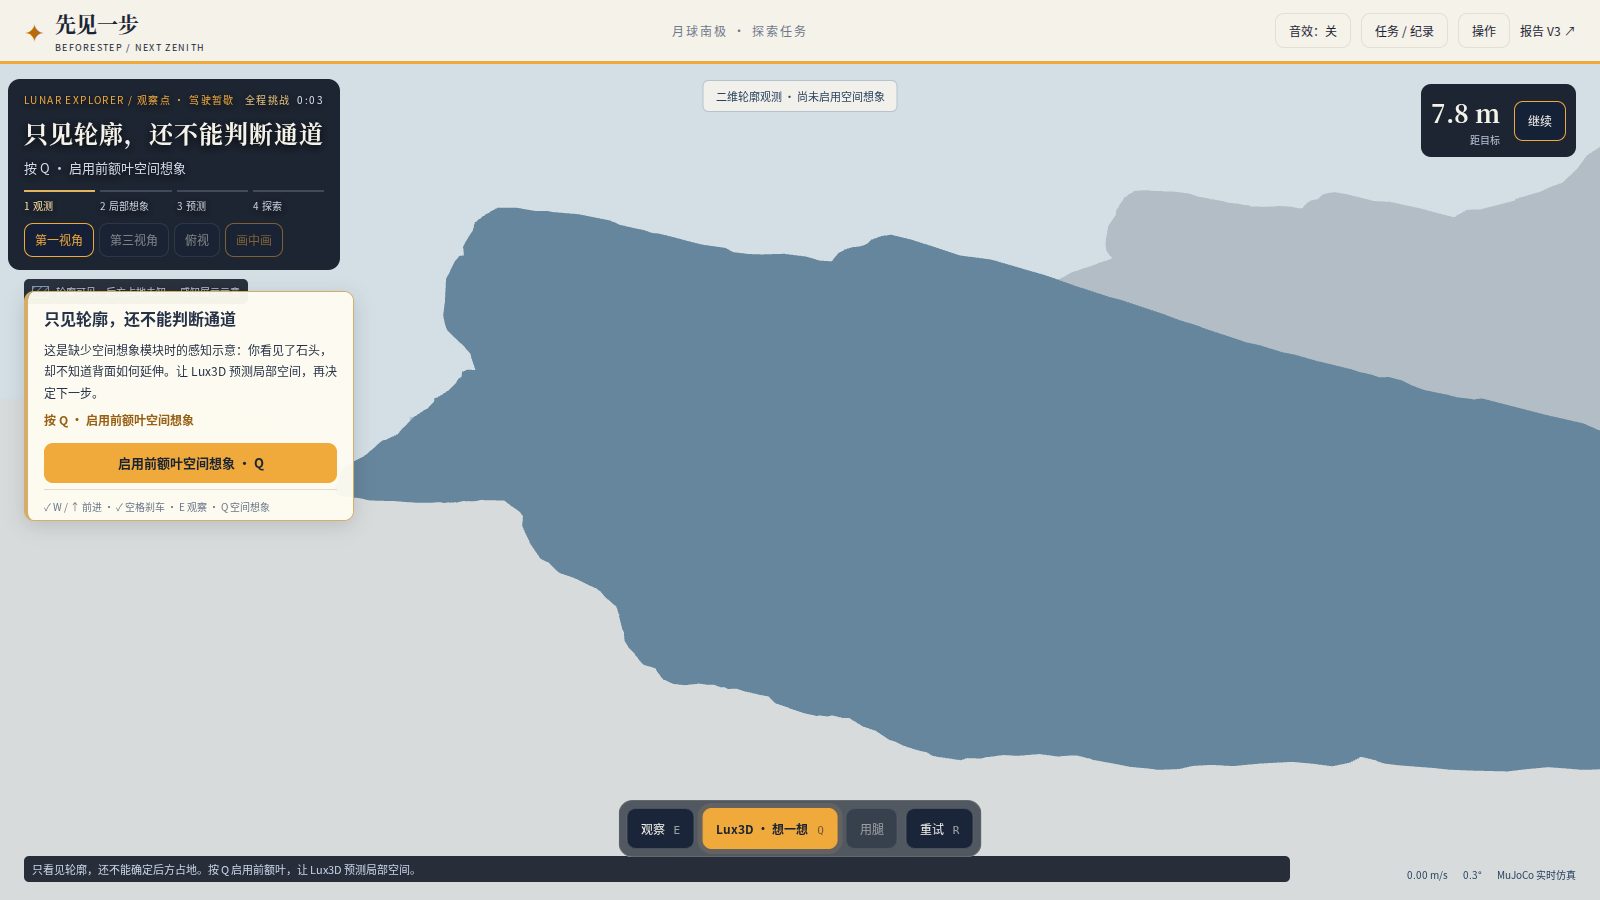 先见一步
BEFORESTEP / NEXT ZENITH
月球南极 · 探索任务
音效：关
任务 / 纪录
操作
报告 V3 ↗
LUNAR EXPLORER / 观察点 · 驾驶暂歇 全程挑战 0:03
只见轮廓，还不能判断通道
按 Q · 启用前额叶空间想象
1 观测 2 局部想象 3 预测 4 探索
第一视角 第三视角 俯视 画中画
二维轮廓观测 · 尚未启用空间想象
7.8 m
距目标
继续
只见轮廓，还不能判断通道
这是缺少空间想象模块时的感知示意：你看见了石头，
却不知道背面如何延伸。让 Lux3D 预测局部空间，再决
定下一步。
按 Q · 启用前额叶空间想象
启用前额叶空间想象 · Q
✓ W / ↑ 前进 · ✓ 空格刹车 · E 观察 · Q 空间想象
观察 E
Lux3D · 想一想 Q
用腿
重试 R
只看见轮廓，还不能确定后方占地。按 Q 启用前额叶，让 Lux3D 预测局部空间。
0.00 m/s 0.3° MuJoCo 实时仿真